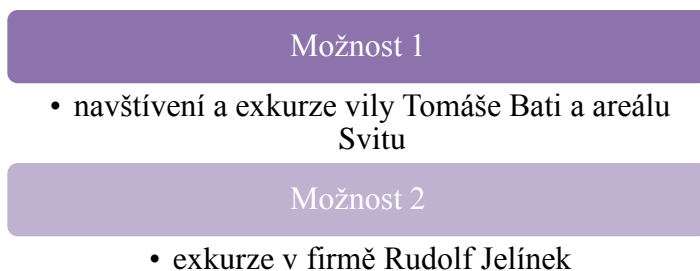 Možnost 1
• navštívení a exkurze vily Tomáše Bati a areálu
Svitu
Možnost 2
• exkurze v firmě Rudolf Jelínek